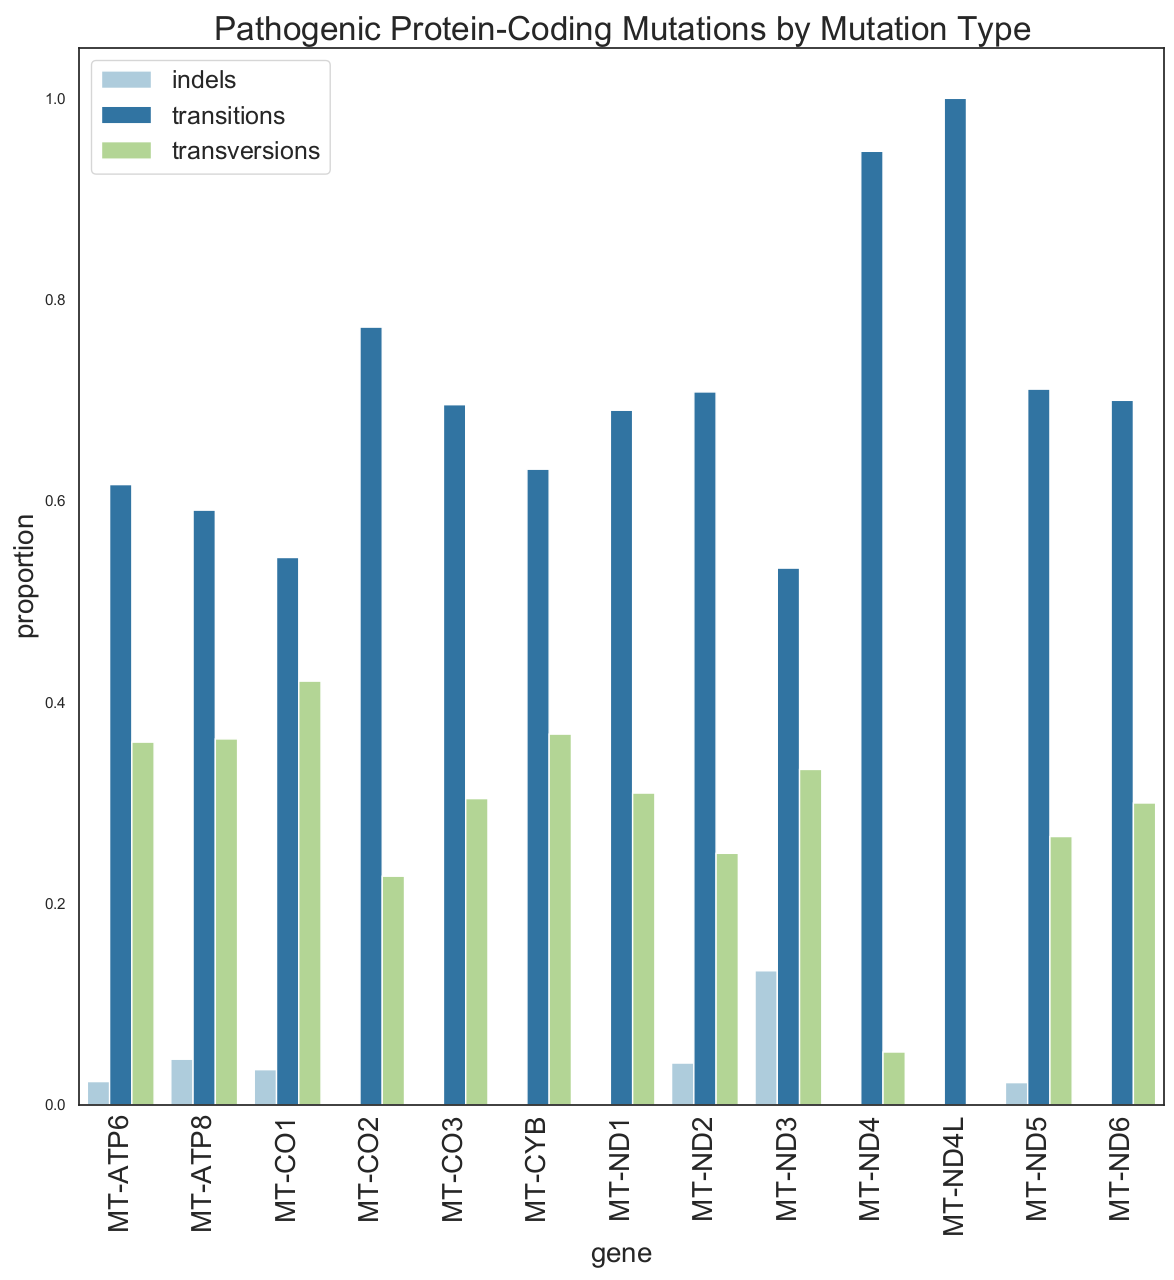 Pathogenic Protein-Coding Mutations by Mutation Type
indels
transitions
transversions
1.0
0.8
0.6
0.4
0.2
0.0
proportion
MT-ATP6
MT-ATP8
MT-CO1
MT-CO2
MT-CO3
MT-CYB
MT-ND1
MT-ND2
MT-ND3
MT-ND4
MT-ND4L
MT-ND5
MT-ND6
gene